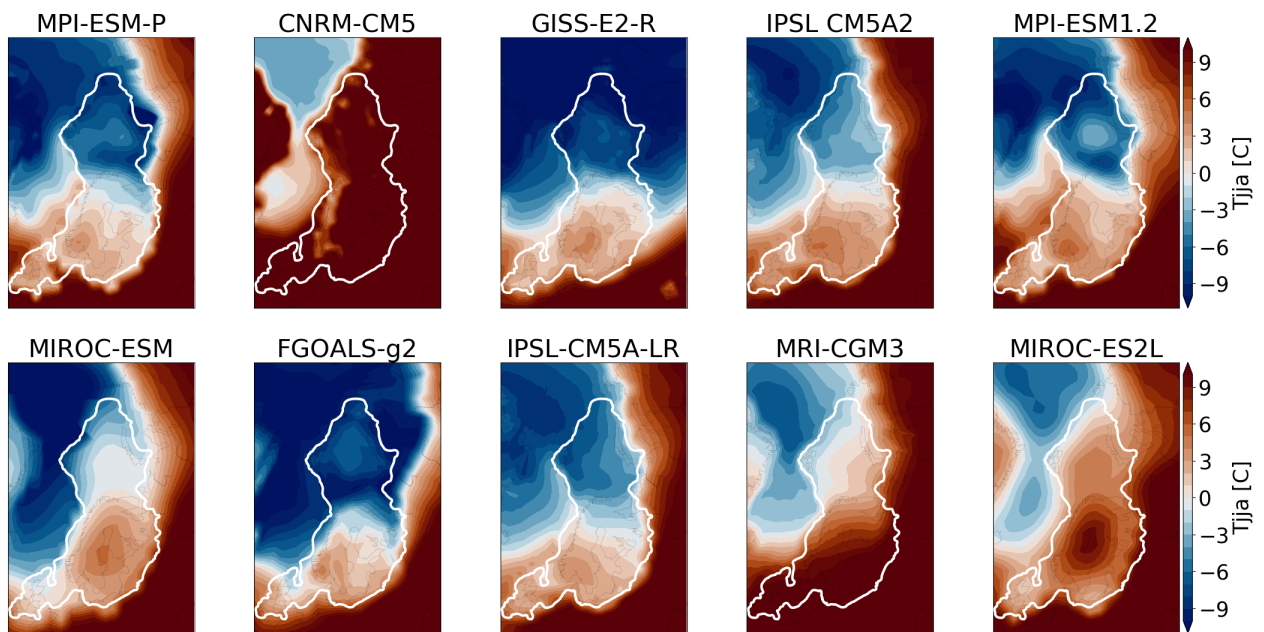 MPI-ESM-P
CNRM-CM5
GISS-E2-R
IPSL CM5A2
MPI-ESM1.2
9
6
3
0
−3
−6
−9
Tjja [C]
MIROC-ESM
FGOALS-g2
IPSL-CM5A-LR
MRI-CGM3
MIROC-ES2L
9
6
3
0
−3
−6
−9
Tjja [C]